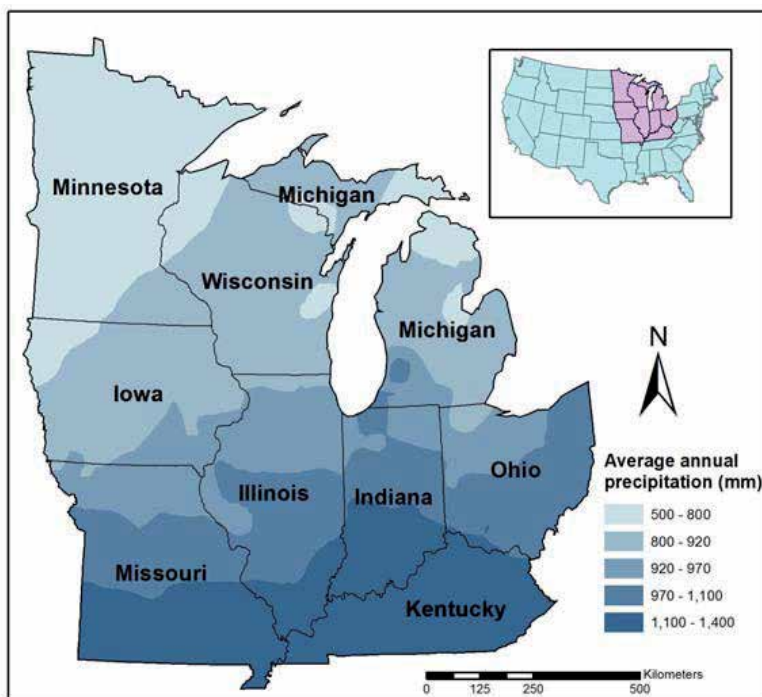 Minnesota
Michigan
Wisconsin
Michigan
Iowa
Illinois
Indiana
Ohio
Missouri
Kentucky
N
Average annual
precipitation (mm)
500 - 800
800 - 920
920 - 970
970 - 1,100
1,100 - 1,400
Kilometers
0 125 250 500